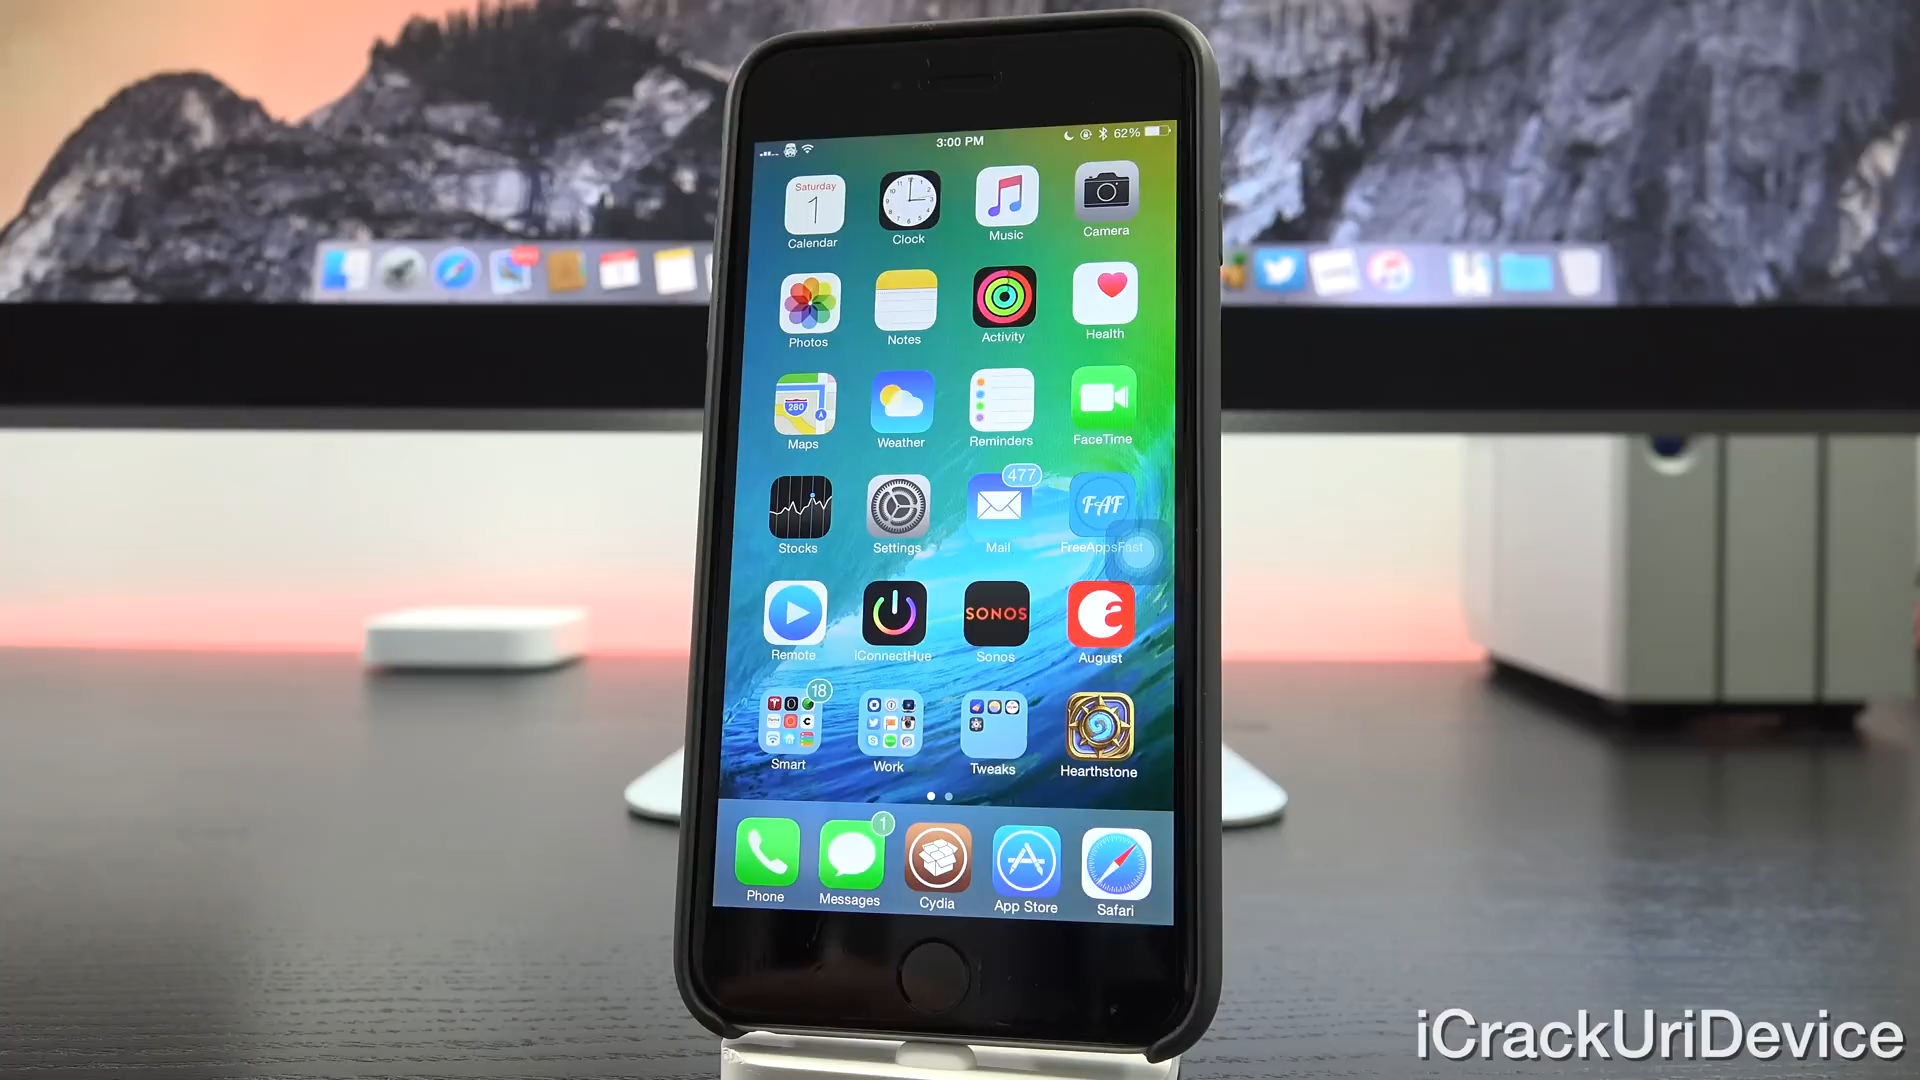 3:00 PM
62%
Saturday
1
Calendar
Clock
Music
Camera
Photos
Notes
Activity
Health
280
Maps
Weather
Reminders
FaceTime
477
FAF
Stocks
Settings
Mail
FreeAppsFast
SONOS
Remote
iConnectHue
Sonos
August
18
Smart
Work
Tweaks
Hearthstone
1
Phone
Messages
Cydia
App Store
Safari
iCrackUriDevice